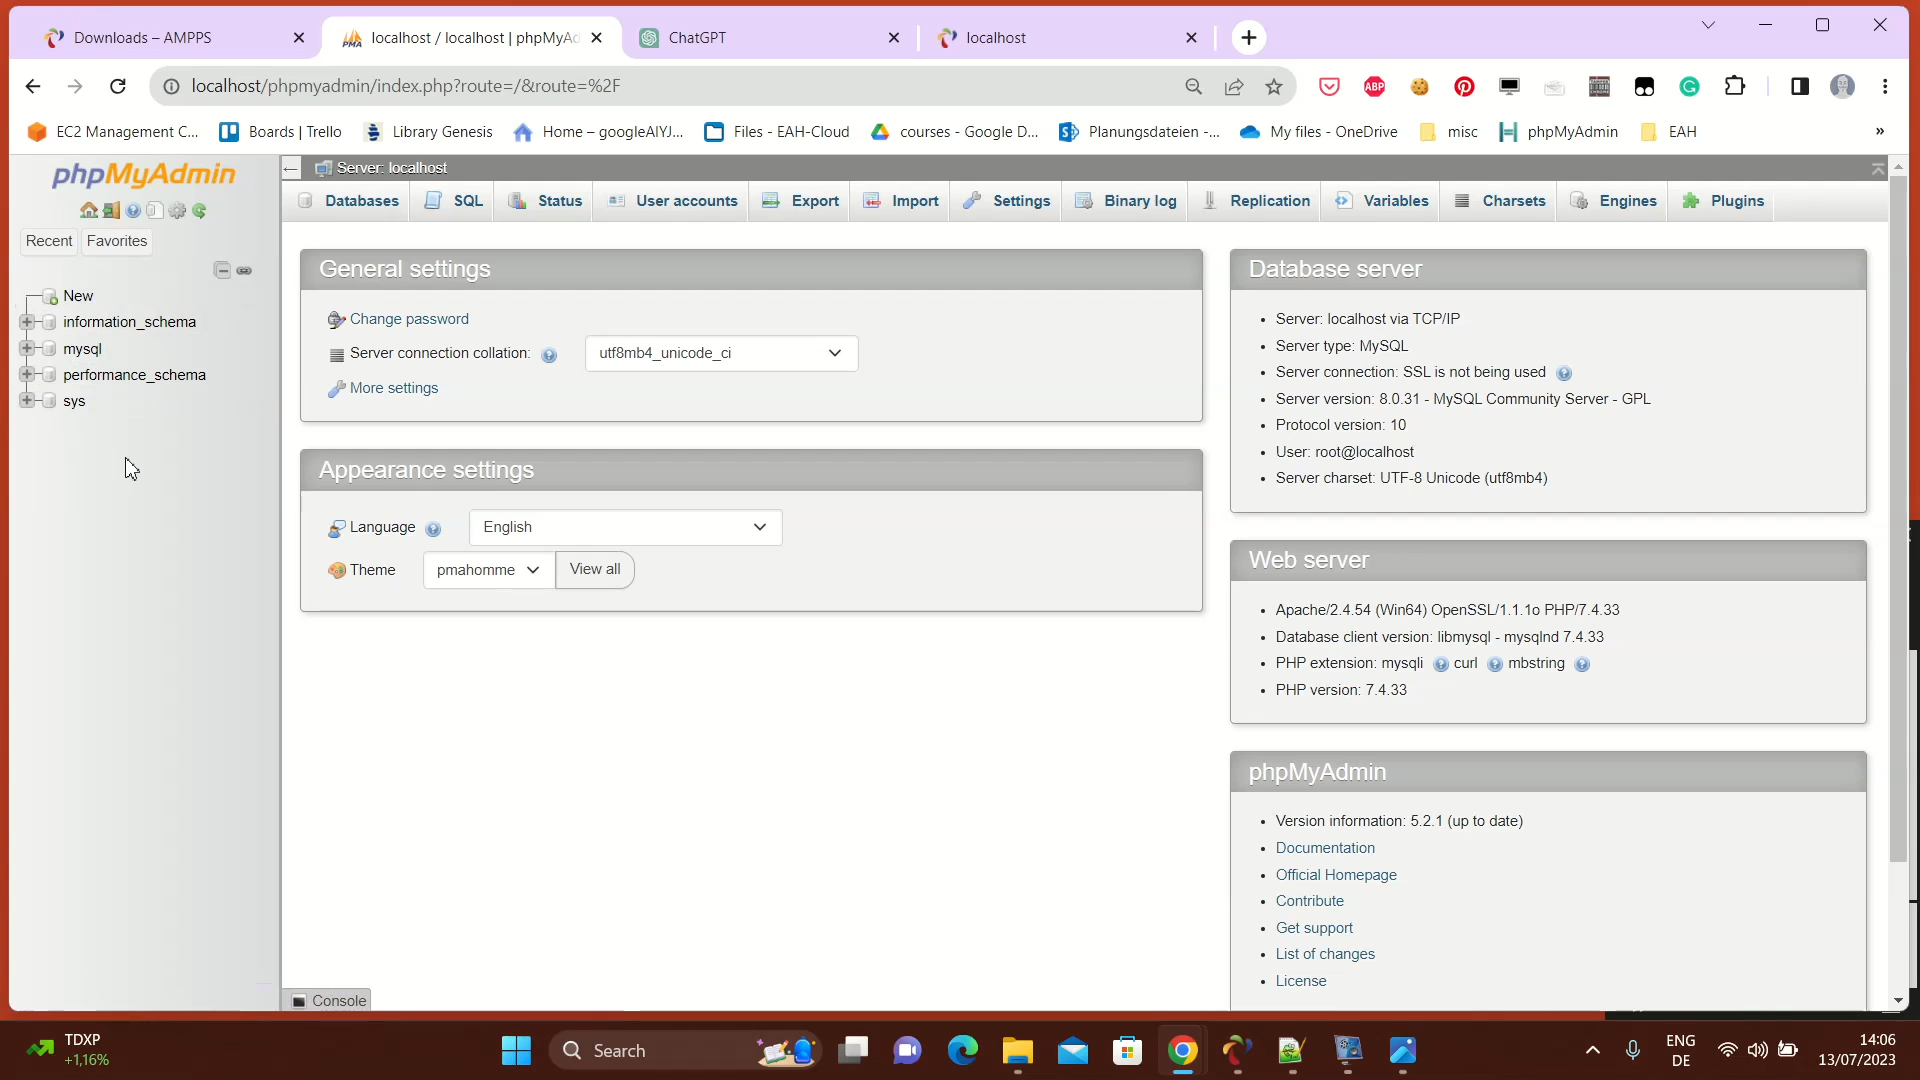 Downloads – AMPPS
localhost / localhost | phpMyAd
ChatGPT
localhost
localhost/phpmyadmin/index.php?route=/&route=%2F
EC2 Management C...
Boards | Trello
Library Genesis
Home – googleAIYJ...
Files - EAH-Cloud
courses - Google D...
Planungsdateien -...
My files - OneDrive
misc
phpMyAdmin
EAH
»
phpMyAdmin
Recent
Favorites
New
information_schema
mysql
performance_schema
sys
Server: localhost
Databases
SQL
Status
User accounts
Export
Import
Settings
Binary log
Replication
Variables
Charsets
Engines
Plugins
General settings
Change password
Server connection collation:
utf8mb4_unicode_ci
More settings
Appearance settings
Language
English
Theme
pmahomme
View all
Database server
Server: localhost via TCP/IP
Server type: MySQL
Server connection: SSL is not being used
Server version: 8.0.31 - MySQL Community Server - GPL
Protocol version: 10
User: root@localhost
Server charset: UTF-8 Unicode (utf8mb4)
Web server
Apache/2.4.54 (Win64) OpenSSL/1.1.1o PHP/7.4.33
Database client version: libmysql - mysqlnd 7.4.33
PHP extension: mysqli curl mbstring
PHP version: 7.4.33
phpMyAdmin
Version information: 5.2.1 (up to date)
Documentation
Official Homepage
Contribute
Get support
List of changes
License
Console
TDXP
+1,16%
Search
ENG
DE
14:06
13/07/2023